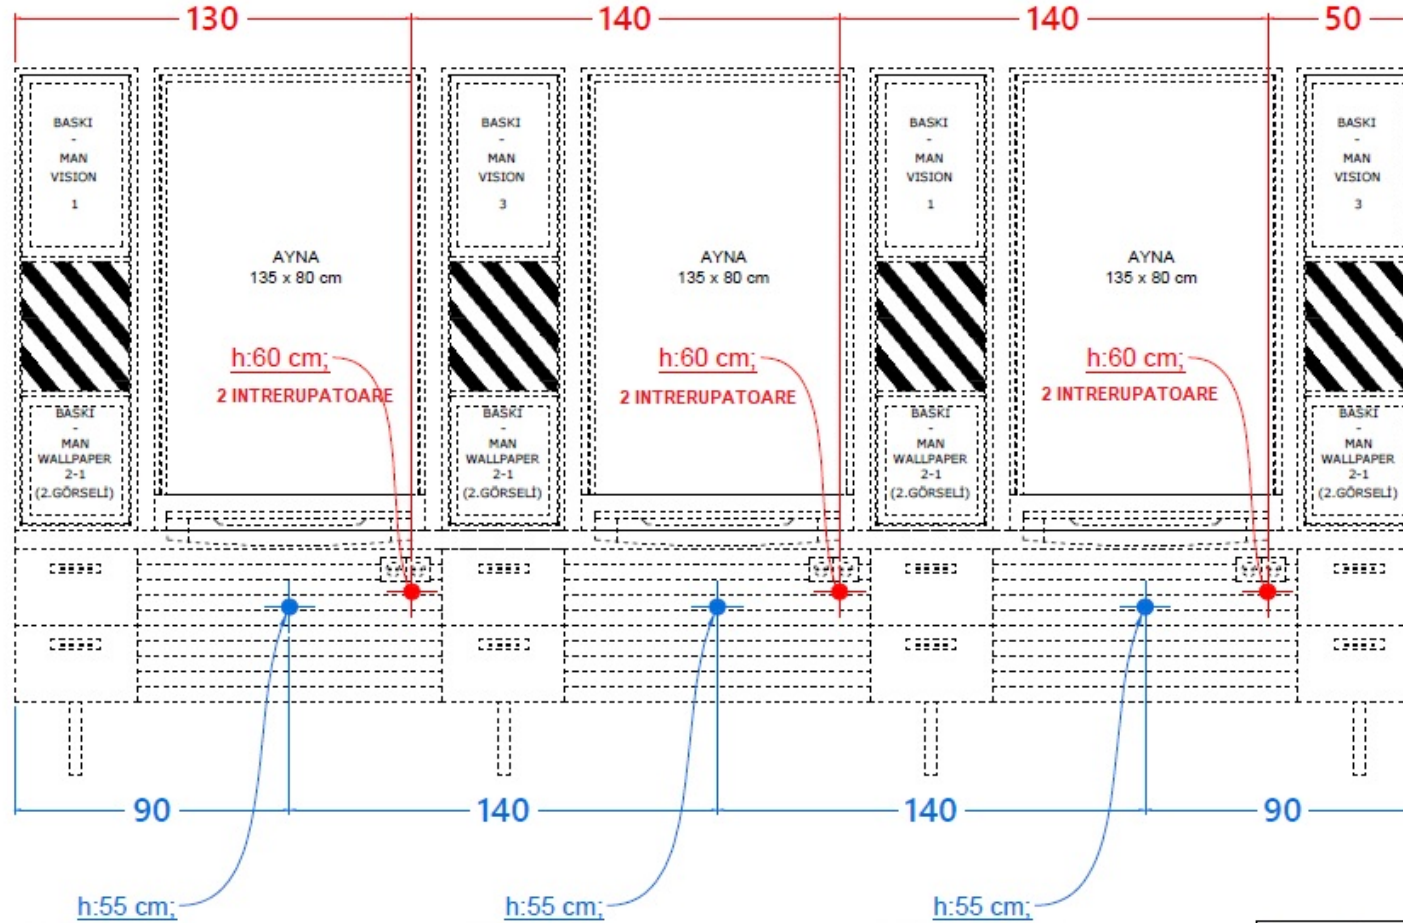 130
140
140
50
BASKI
-
MAN
VISION
1
BASKI
-
MAN
VISION
3
BASKI
-
MAN
VISION
1
BASKI
-
MAN
VISION
3
AYNA
135 x 80 cm
AYNA
135 x 80 cm
AYNA
135 x 80 cm
h:60 cm;
2 INTRERUPATOARE
h:60 cm;
2 INTRERUPATOARE
h:60 cm;
2 INTRERUPATOARE
BASKI
-
MAN
WALLPAPER
2-1
(2.GÖRSELİ)
BASKI
-
MAN
WALLPAPER
2-1
(2.GÖRSELİ)
BASKI
-
MAN
WALLPAPER
2-1
(2.GÖRSELİ)
BASKI
-
MAN
WALLPAPER
2-1
(2.GÖRSELİ)
90
140
140
90
h:55 cm;
h:55 cm;
h:55 cm;